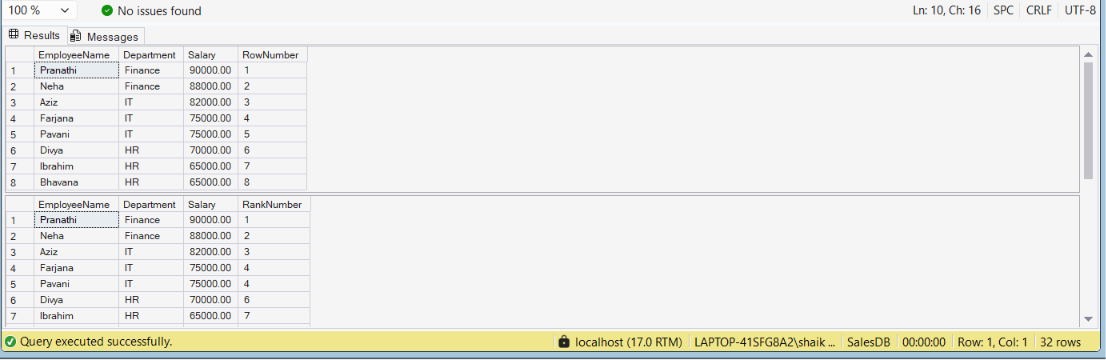 100 % No issues found Ln: 10, Ch: 16 SPC CRLF UTF-8
Results Messages
EmployeeName Department Salary RowNumber
1 Pranathi Finance 90000.00 1
2 Neha Finance 88000.00 2
3 Aziz IT 82000.00 3
4 Farjana IT 75000.00 4
5 Pavani IT 75000.00 5
6 Divya HR 70000.00 6
7 Ibrahim HR 65000.00 7
8 Bhavana HR 65000.00 8
EmployeeName Department Salary RankNumber
1 Pranathi Finance 90000.00 1
2 Neha Finance 88000.00 2
3 Aziz IT 82000.00 3
4 Farjana IT 75000.00 4
5 Pavani IT 75000.00 4
6 Divya HR 70000.00 6
7 Ibrahim HR 65000.00 7
Query executed successfully. localhost (17.0 RTM) LAPTOP-41SFG8A2\shaik ... SalesDB 00:00:00 Row: 1, Col: 1 32 rows